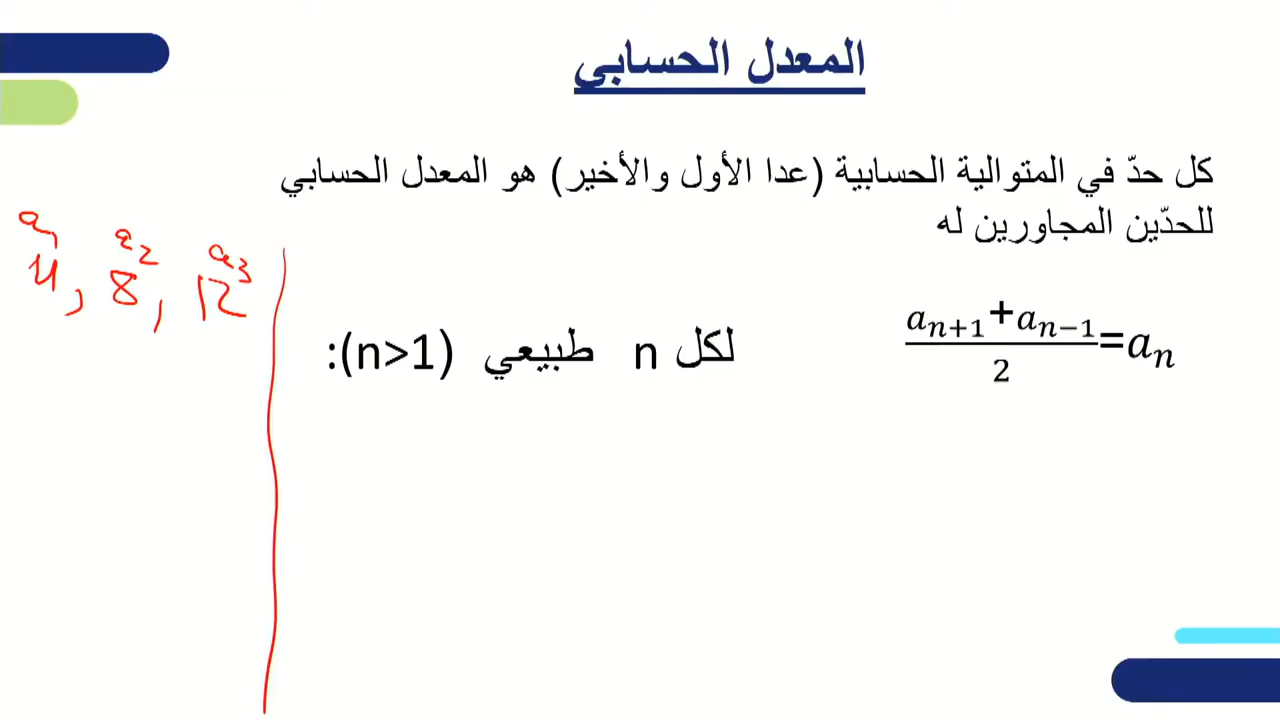 المعدل الحسابي
كل حدّ في المتوالية الحسابية (عدا الأول والأخير) هو المعدل الحسابي
للحدّين المجاورين له
a₁ a₂ a₃
4, 8, 12
لكل n طبيعي (n>1):
\frac{a_{n+1}+a_{n-1}}{2}=a_n